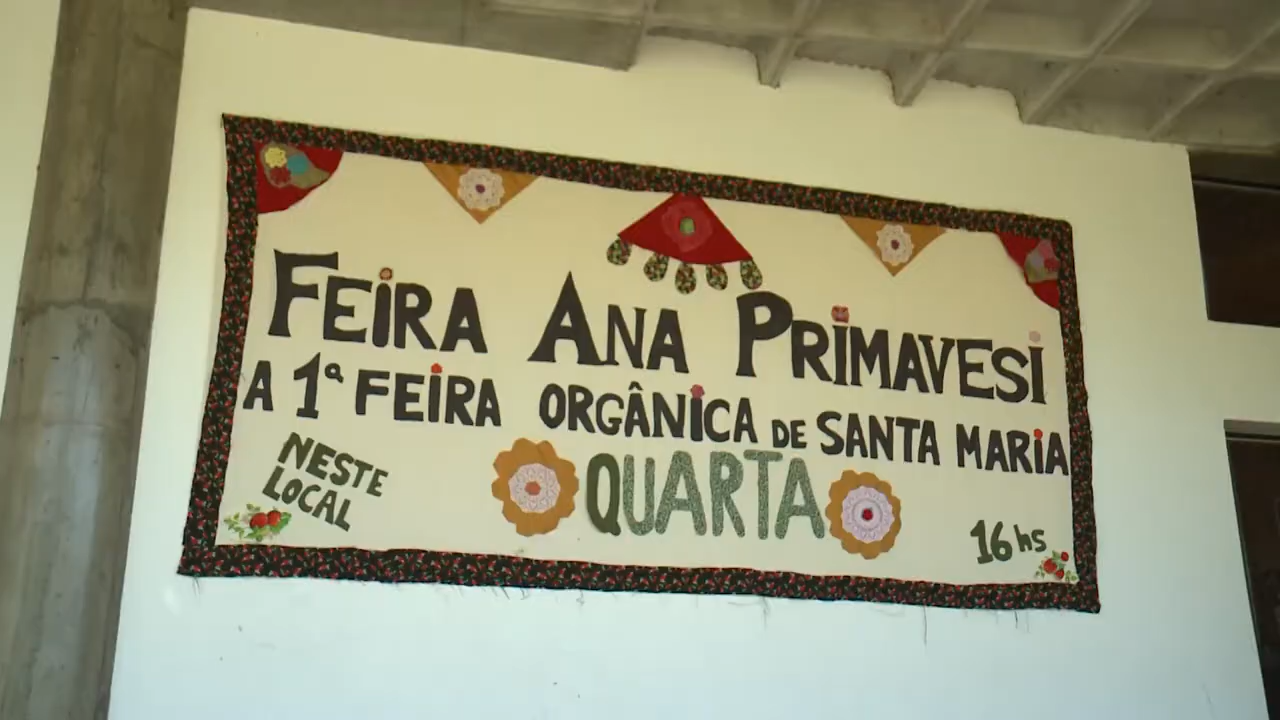 FEIRA ANA PRIMAVESI
A 1ª FEIRA ORGÂNICA DE SANTA MARIA
NESTE
LOCAL
QUARTA
16 hs